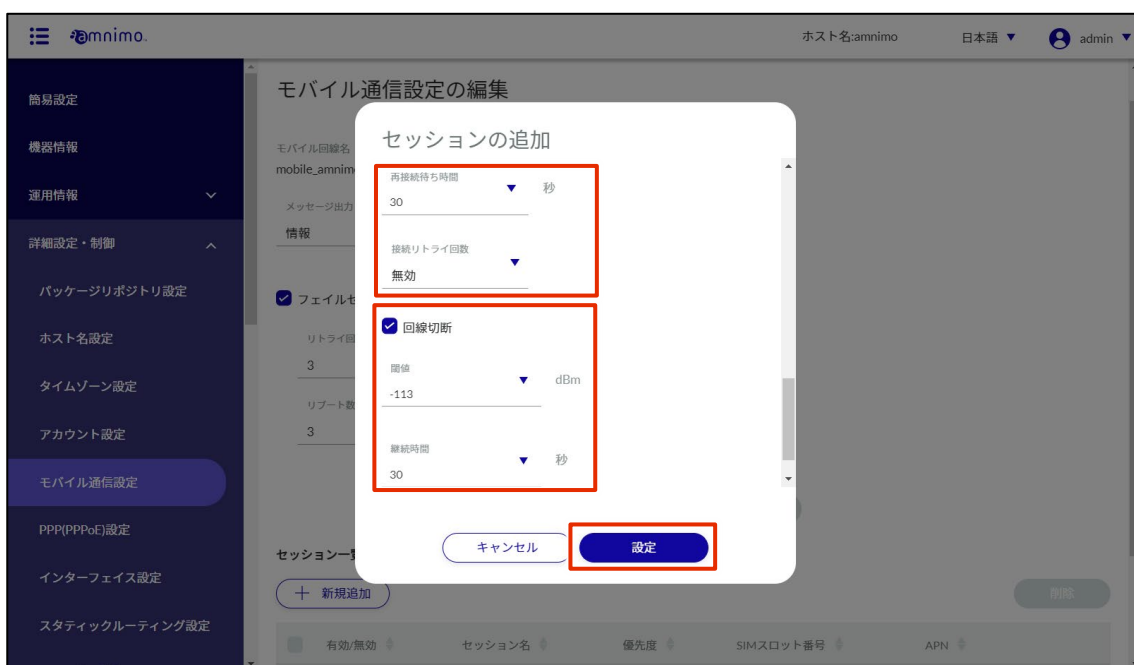 amnimo
ホスト名:amnimo
日本語
admin
簡易設定
機器情報
運用情報
詳細設定・制御
パッケージリポジトリ設定
ホスト名設定
タイムゾーン設定
アカウント設定
モバイル通信設定
PPP(PPPoE)設定
インターフェイス設定
スタティックルーティング設定
モバイル通信設定の編集
モバイル回線名
mobile_amnim
メッセージ出力
情報
フェイルセ
リトライ回
3
リブート数
3
セッションの追加
再接続待ち時間
30
秒
接続リトライ回数
無効
回線切断
閾値
-113
dBm
継続時間
30
秒
キャンセル
設定
セッション一覧
新規追加
削除
有効/無効
セッション名
優先度
SIMスロット番号
APN